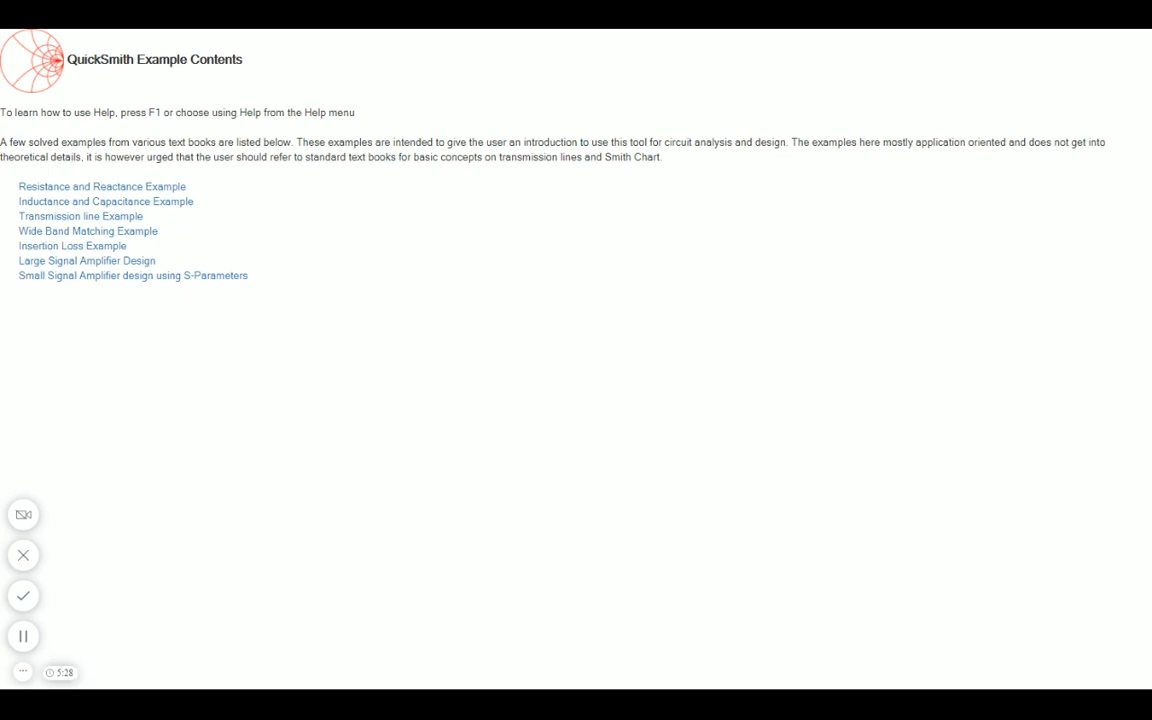 QuickSmith Example Contents
To learn how to use Help, press F1 or choose using Help from the Help menu
A few solved examples from various text books are listed below. These examples are intended to give the user an introduction to use this tool for circuit analysis and design. The examples here mostly application oriented and does not get into
theoretical details, it is however urged that the user should refer to standard text books for basic concepts on transmission lines and Smith Chart.
Resistance and Reactance Example
Inductance and Capacitance Example
Transmission line Example
Wide Band Matching Example
Insertion Loss Example
Large Signal Amplifier Design
Small Signal Amplifier design using S-Parameters
5:28